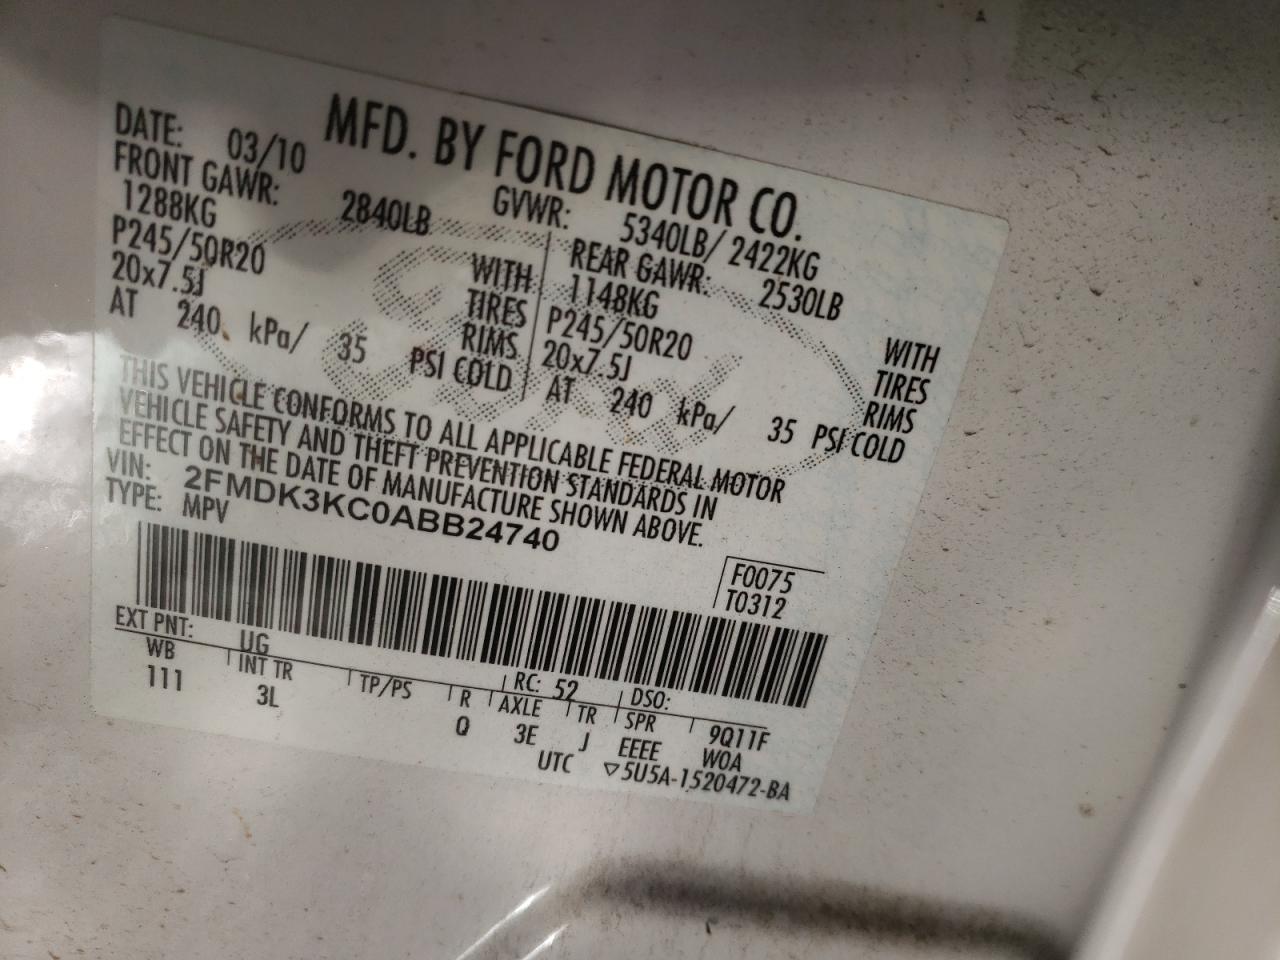 MFD. BY FORD MOTOR CO.
DATE: 03/10 GVWR: 5340LB/ 2422KG
FRONT GAWR: 2840LB REAR GAWR: 2530LB
1288KG WITH 1148KG WITH
P245/50R20 TIRES P245/50R20 TIRES
20x7.5J RIMS 20x7.5J RIMS
AT 240 kPa/ 35 PSI COLD AT 240 kPa/ 35 PSI COLD
THIS VEHICLE CONFORMS TO ALL APPLICABLE FEDERAL MOTOR
VEHICLE SAFETY AND THEFT PREVENTION STANDARDS IN
EFFECT ON THE DATE OF MANUFACTURE SHOWN ABOVE.
VIN: 2FMDK3KC0ABB24740
TYPE: MPV
F0075
T0312
EXT PNT: UG RC: 52 DSO:
WB INT TR TP/PS R AXLE TR SPR 9Q11F
111 3L Q 3E J EEEE WOA
UTC ▽5U5A-1520472-BA